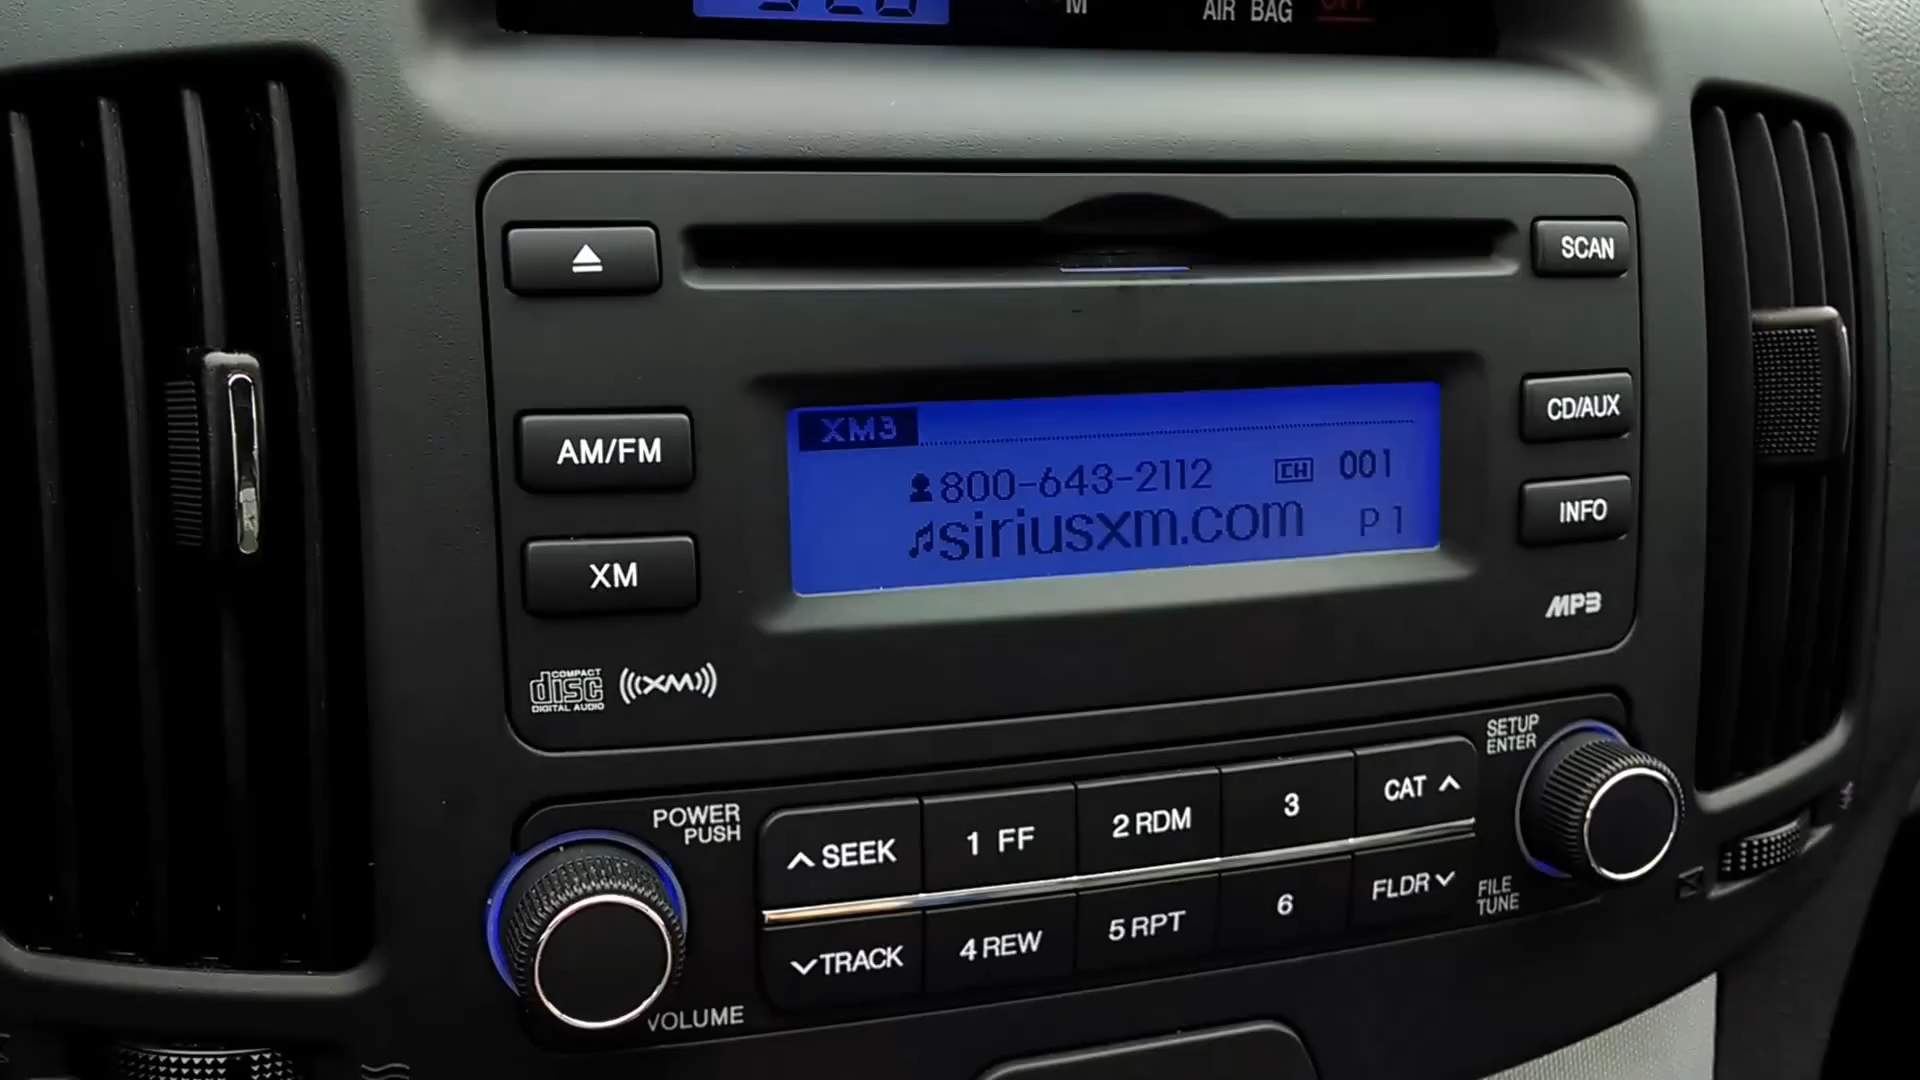 M
AIR BAG
OFF
SCAN
AM/FM
XM
XM3
800-643-2112 CH 001
siriusxm.com P 1
CD/AUX
INFO
MP3
COMPACT
disc
DIGITAL AUDIO
((XM))
POWER
PUSH
VOLUME
SEEK
1 FF
2 RDM
3
CAT
TRACK
4 REW
5 RPT
6
FLDR
SETUP
ENTER
FILE
TUNE